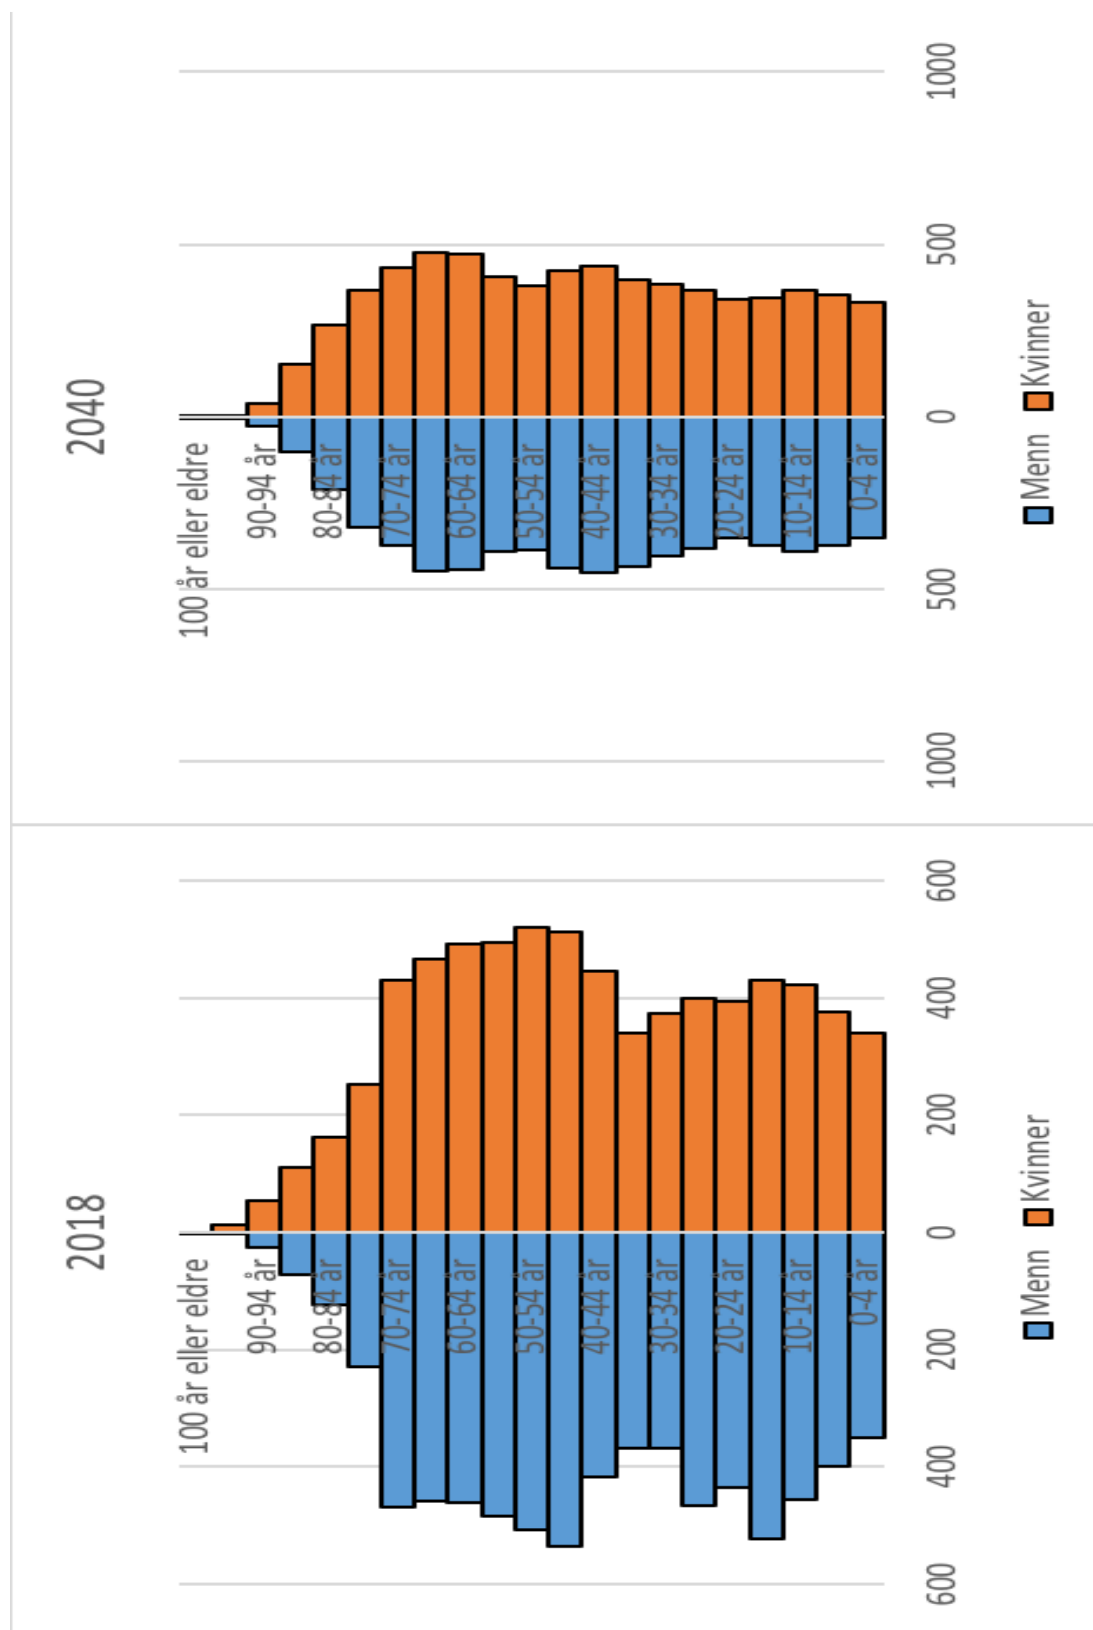 2018
100 år eller eldre
90-94 år
80-84 år
70-74 år
60-64 år
50-54 år
40-44 år
30-34 år
20-24 år
10-14 år
0-4 år
600 400 200 0 200 400 600
Menn Kvinner
2040
100 år eller eldre
90-94 år
80-84 år
70-74 år
60-64 år
50-54 år
40-44 år
30-34 år
20-24 år
10-14 år
0-4 år
1000 500 0 500 1000
Menn Kvinner